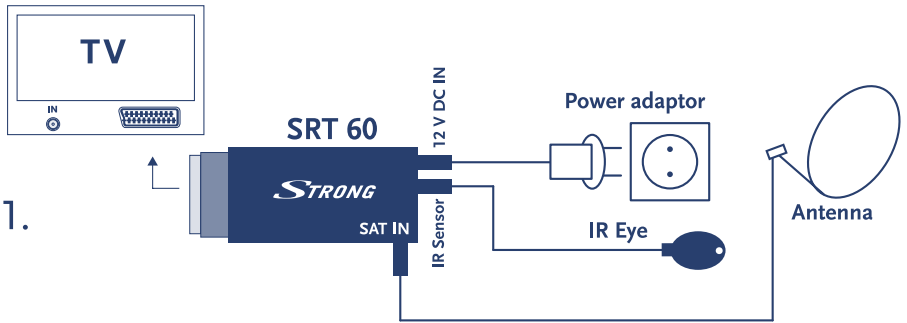 TV
IN
12 V DC IN
Power adaptor
SRT 60
STRONG
1.
SAT IN
IR Sensor
IR Eye
Antenna